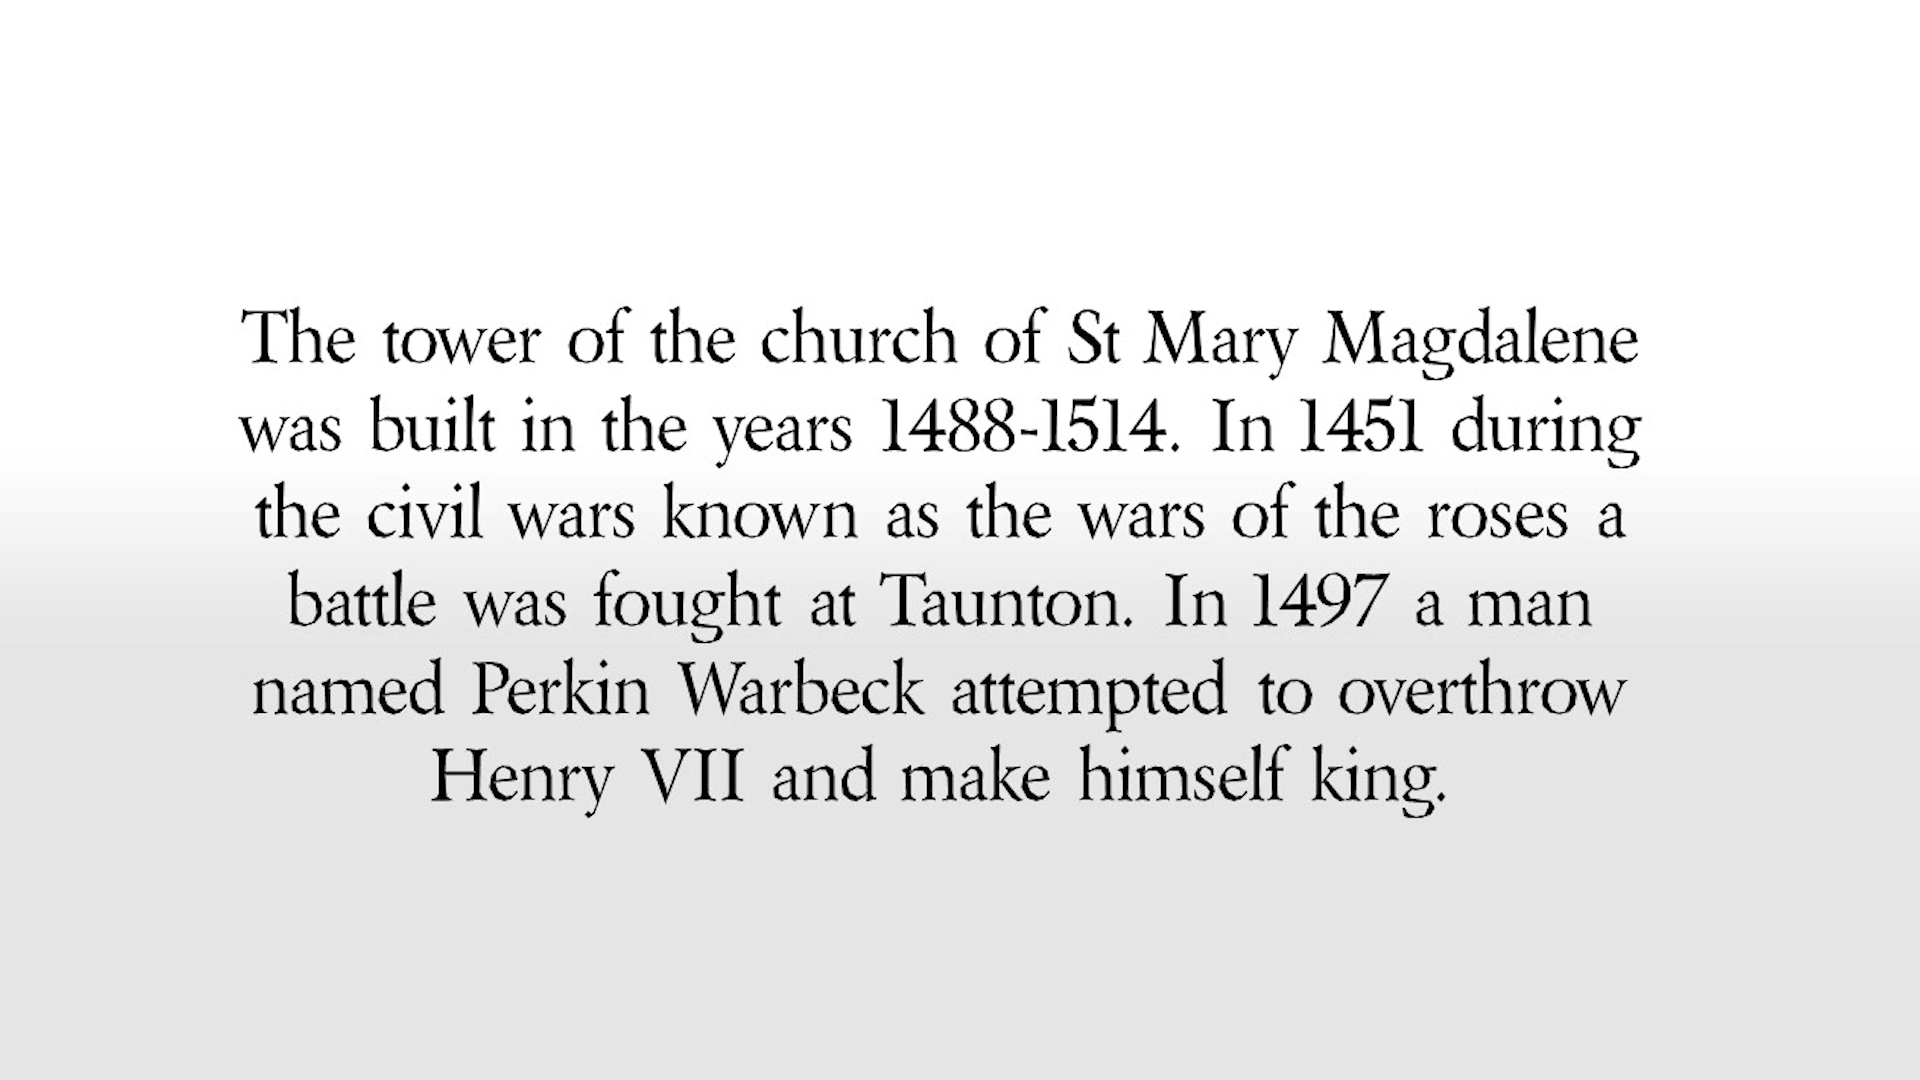 The tower of the church of St Mary Magdalene
was built in the years 1488-1514. In 1451 during
the civil wars known as the wars of the roses a
battle was fought at Taunton. In 1497 a man
named Perkin Warbeck attempted to overthrow
Henry VII and make himself king.